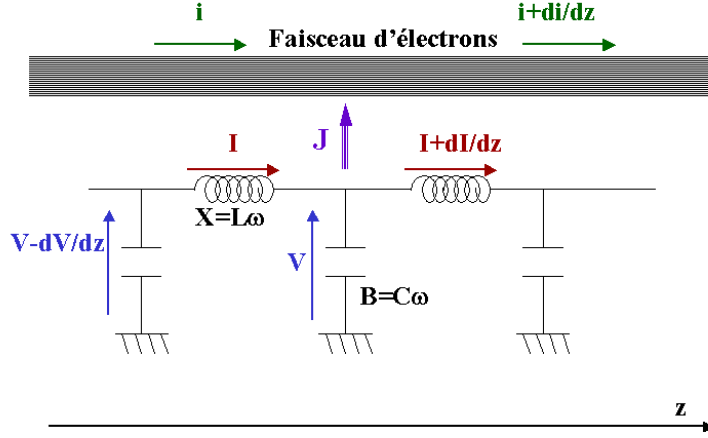 i
i+di/dz
Faisceau d'électrons
J
I
I+dI/dz
X=Lω
V-dV/dz
V
B=Cω
z